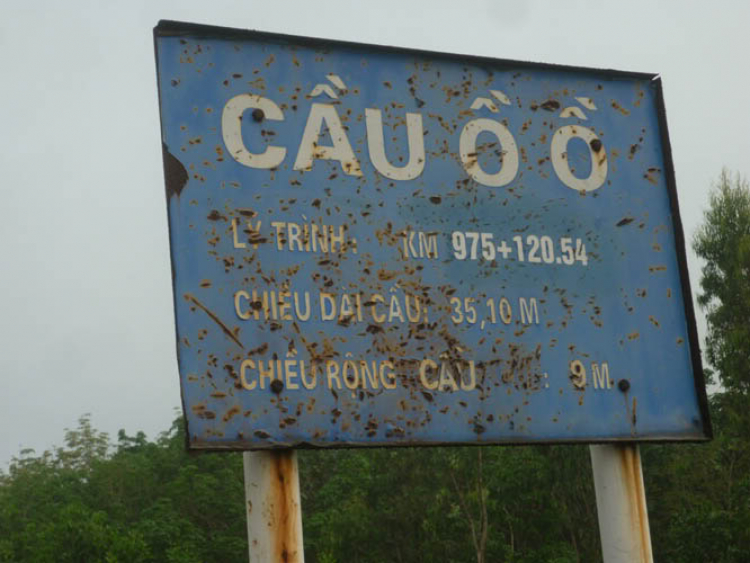 CẦU Ồ Ồ
LÝ TRÌNH: KM 975+120.54
CHIỀU DÀI CẦU: 35,10 M
CHIỀU RỘNG CẦU : 9 M